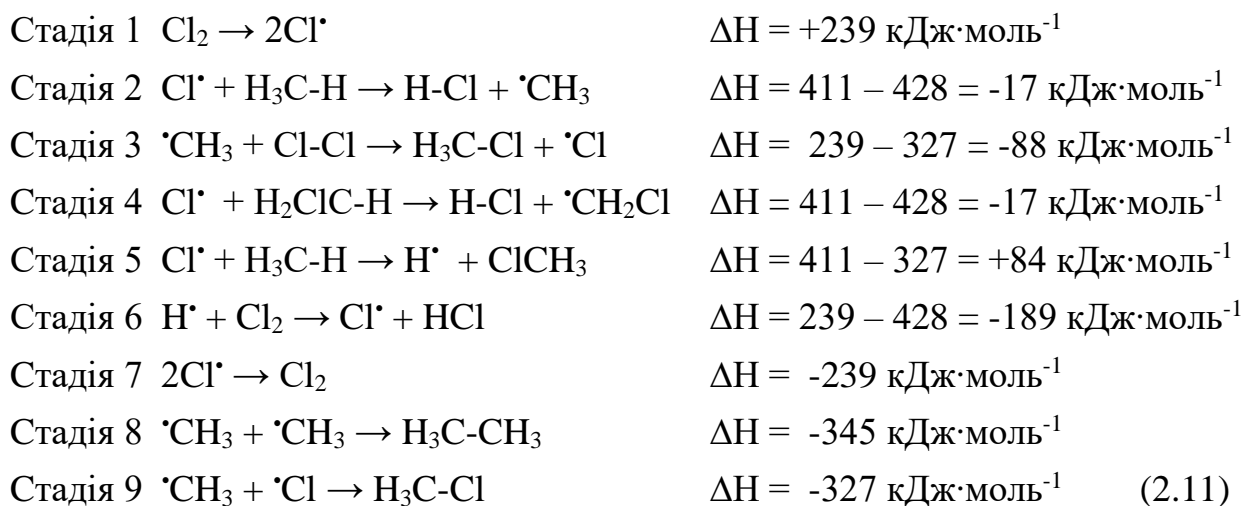 Стадія 1 Cl₂ → 2Cl• ΔH = +239 кДж·моль⁻¹
Стадія 2 Cl• + H₃C-H → H-Cl + •CH₃ ΔH = 411 – 428 = -17 кДж·моль⁻¹
Стадія 3 •CH₃ + Cl-Cl → H₃C-Cl + •Cl ΔH = 239 – 327 = -88 кДж·моль⁻¹
Стадія 4 Cl• + H₂ClC-H → H-Cl + •CH₂Cl ΔH = 411 – 428 = -17 кДж·моль⁻¹
Стадія 5 Cl• + H₃C-H → H• + ClCH₃ ΔH = 411 – 327 = +84 кДж·моль⁻¹
Стадія 6 H• + Cl₂ → Cl• + HCl ΔH = 239 – 428 = -189 кДж·моль⁻¹
Стадія 7 2Cl• → Cl₂ ΔH = -239 кДж·моль⁻¹
Стадія 8 •CH₃ + •CH₃ → H₃C-CH₃ ΔH = -345 кДж·моль⁻¹
Стадія 9 •CH₃ + •Cl → H₃C-Cl ΔH = -327 кДж·моль⁻¹ (2.11)